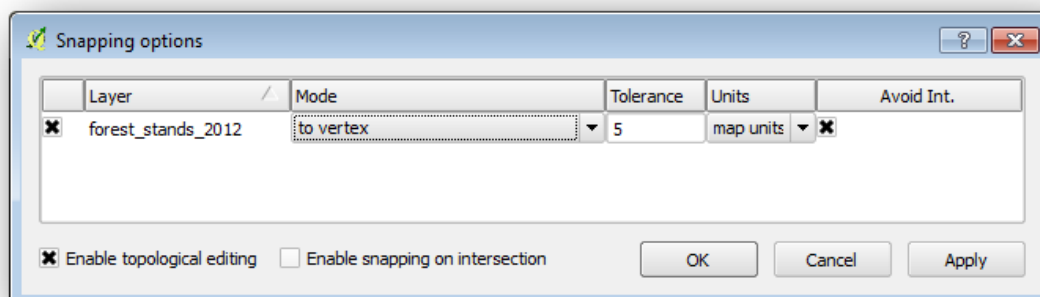 Snapping options
Layer Mode Tolerance Units Avoid Int.
forest_stands_2012 to vertex 5 map units
Enable topological editing Enable snapping on intersection OK Cancel Apply